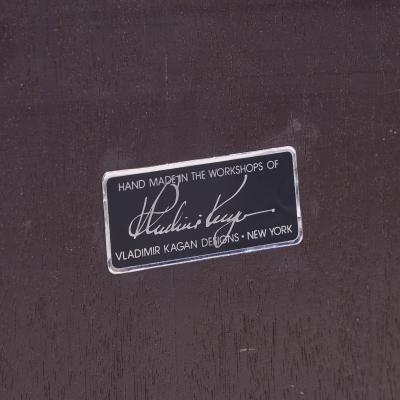 HAND MADE IN THE WORKSHOPS OF
Vladimir Kagan
VLADIMIR KAGAN DESIGNS • NEW YORK